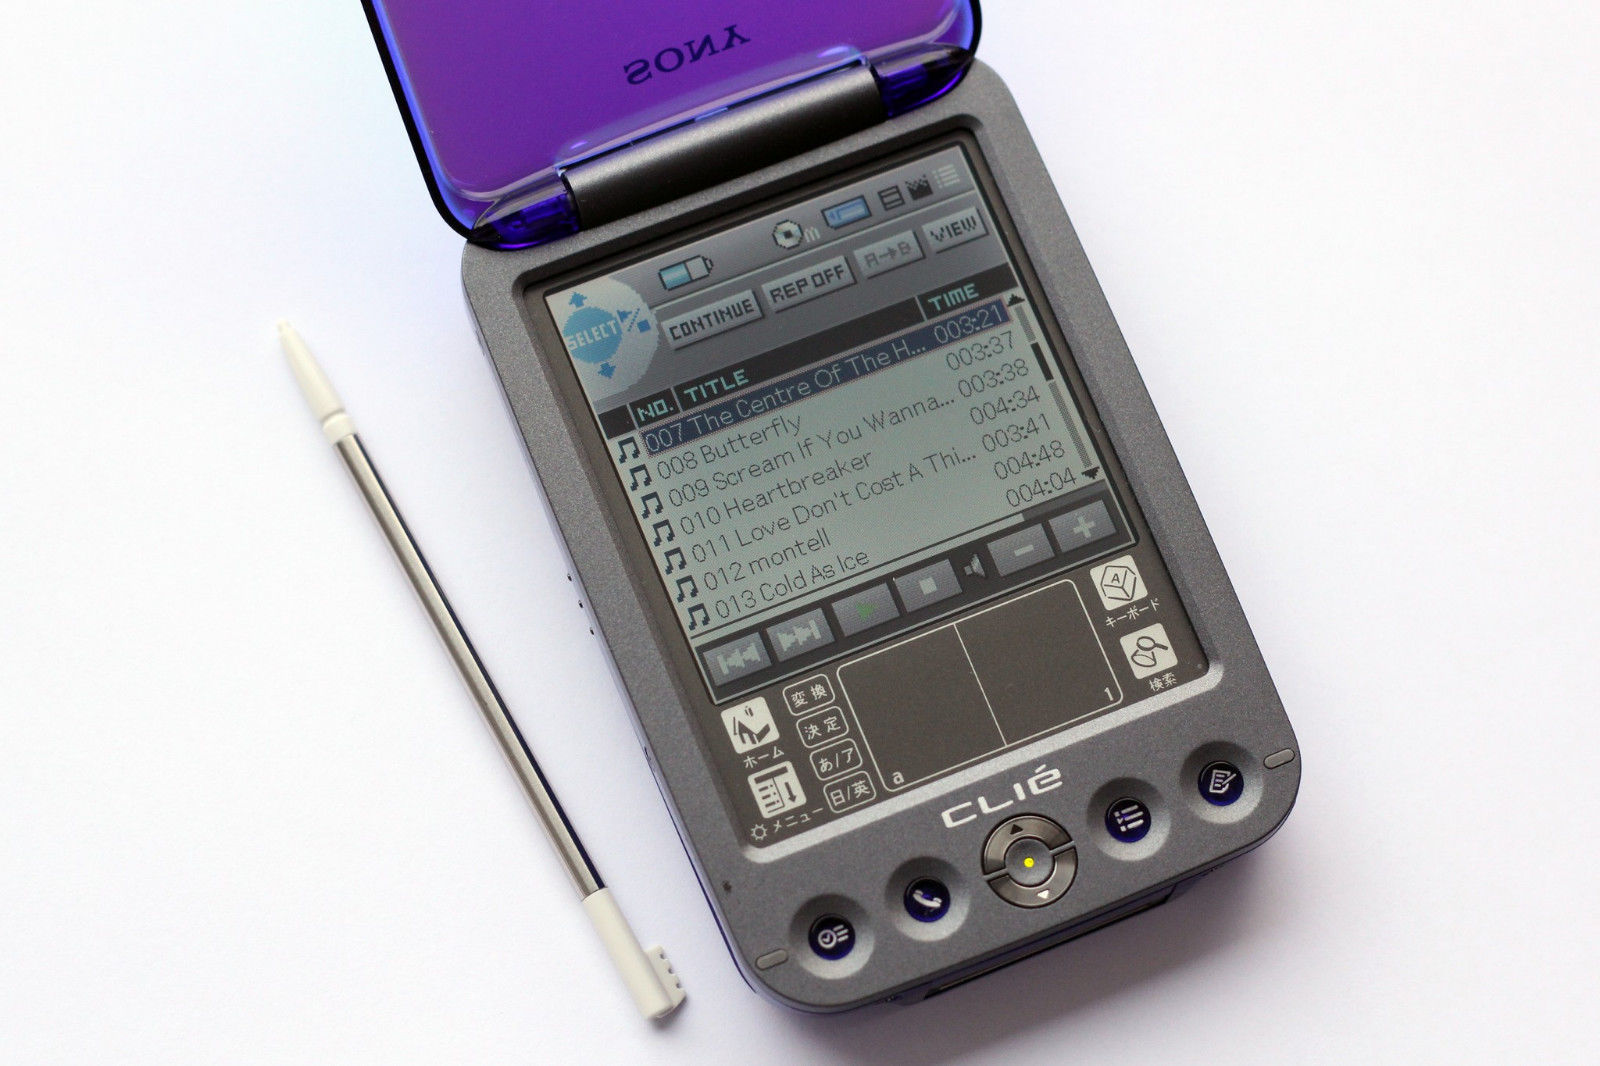 SONY
CONTINUE REP OFF A→B VIEW
SELECT
NO. TITLE TIME
007 The Centre Of The H... 003:21
008 Butterfly 003:37
009 Scream If You Wanna... 003:38
010 Heartbreaker 004:34
011 Love Don't Cost A Thi... 003:41
012 montell 004:48
013 Cold As Ice 004:04
ホーム
メニュー
変換
決定
あ/ア
日/英
a
1
A
キーボード
検索
CLIÉ